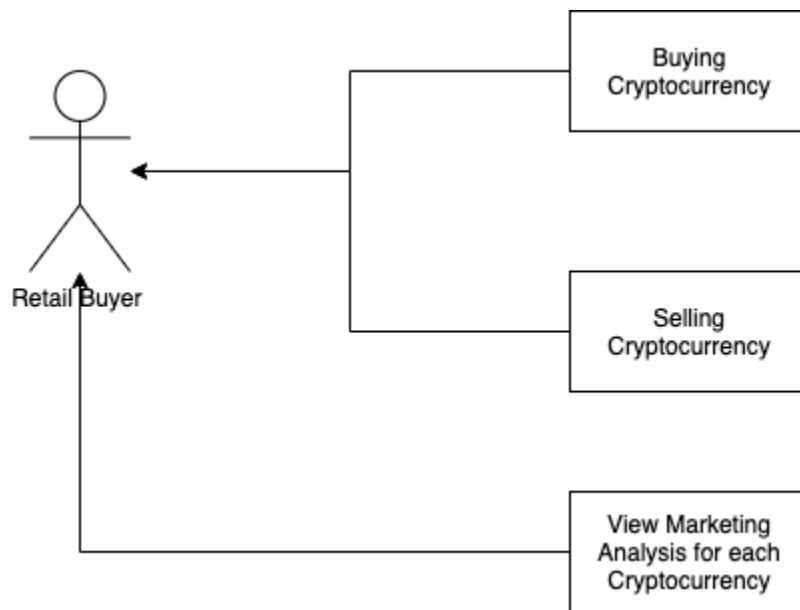 Buying
Cryptocurrency
Retail Buyer
Selling
Cryptocurrency
View Marketing
Analysis for each
Cryptocurrency